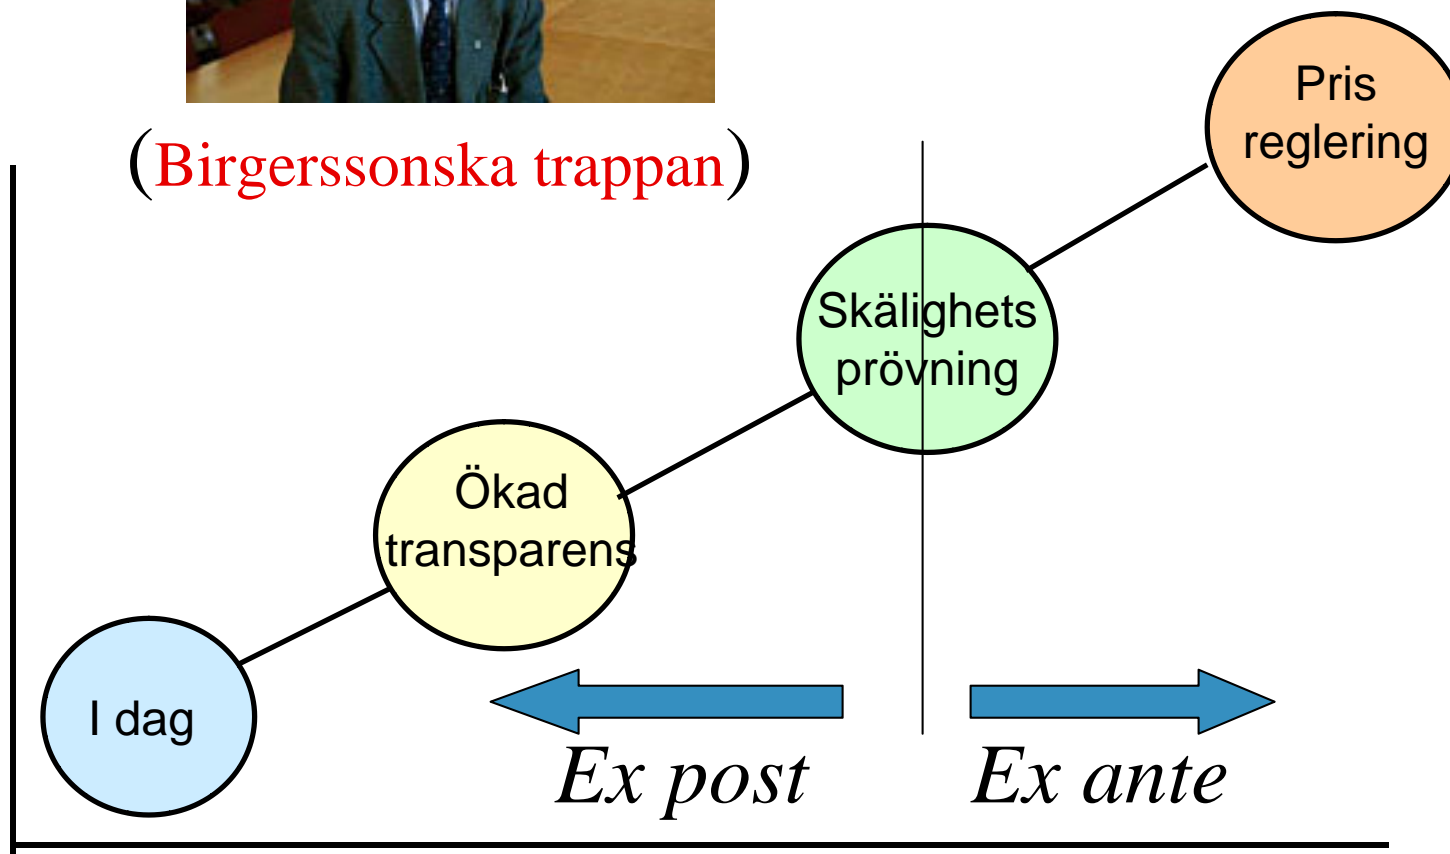 (Birgerssonska trappan)
Pris
reglering
Skälighets
prövning
Ökad
transparens
I dag
Ex post
Ex ante